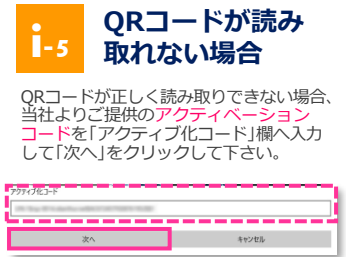 i-5
QRコードが読み
取れない場合
QRコードが正しく読み取りできない場合、
当社よりご提供のアクティベーション
コードを「アクティブ化コード」欄へ入力
して「次へ」をクリックして下さい。
アクティブ化コード
次へ
キャンセル